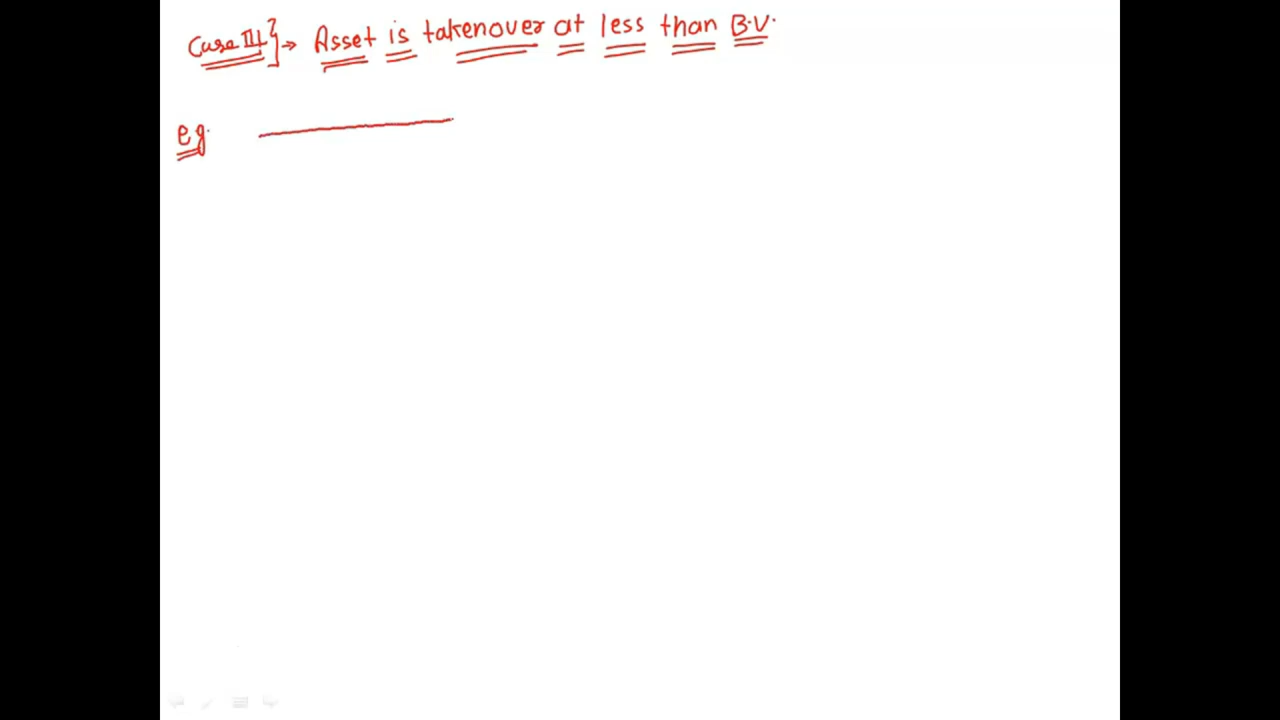 Case III}→ Asset is takenover at less than B.V.
eg.